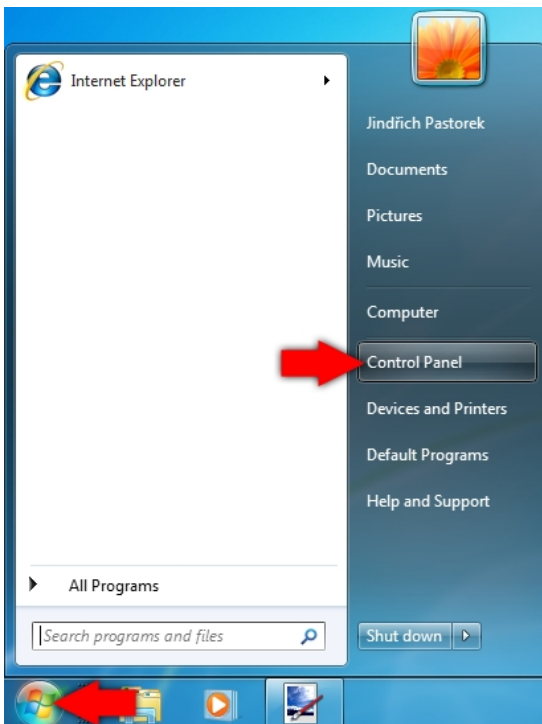 Internet Explorer
Jindřich Pastorek
Documents
Pictures
Music
Computer
Control Panel
Devices and Printers
Default Programs
Help and Support
All Programs
Search programs and files
Shut down